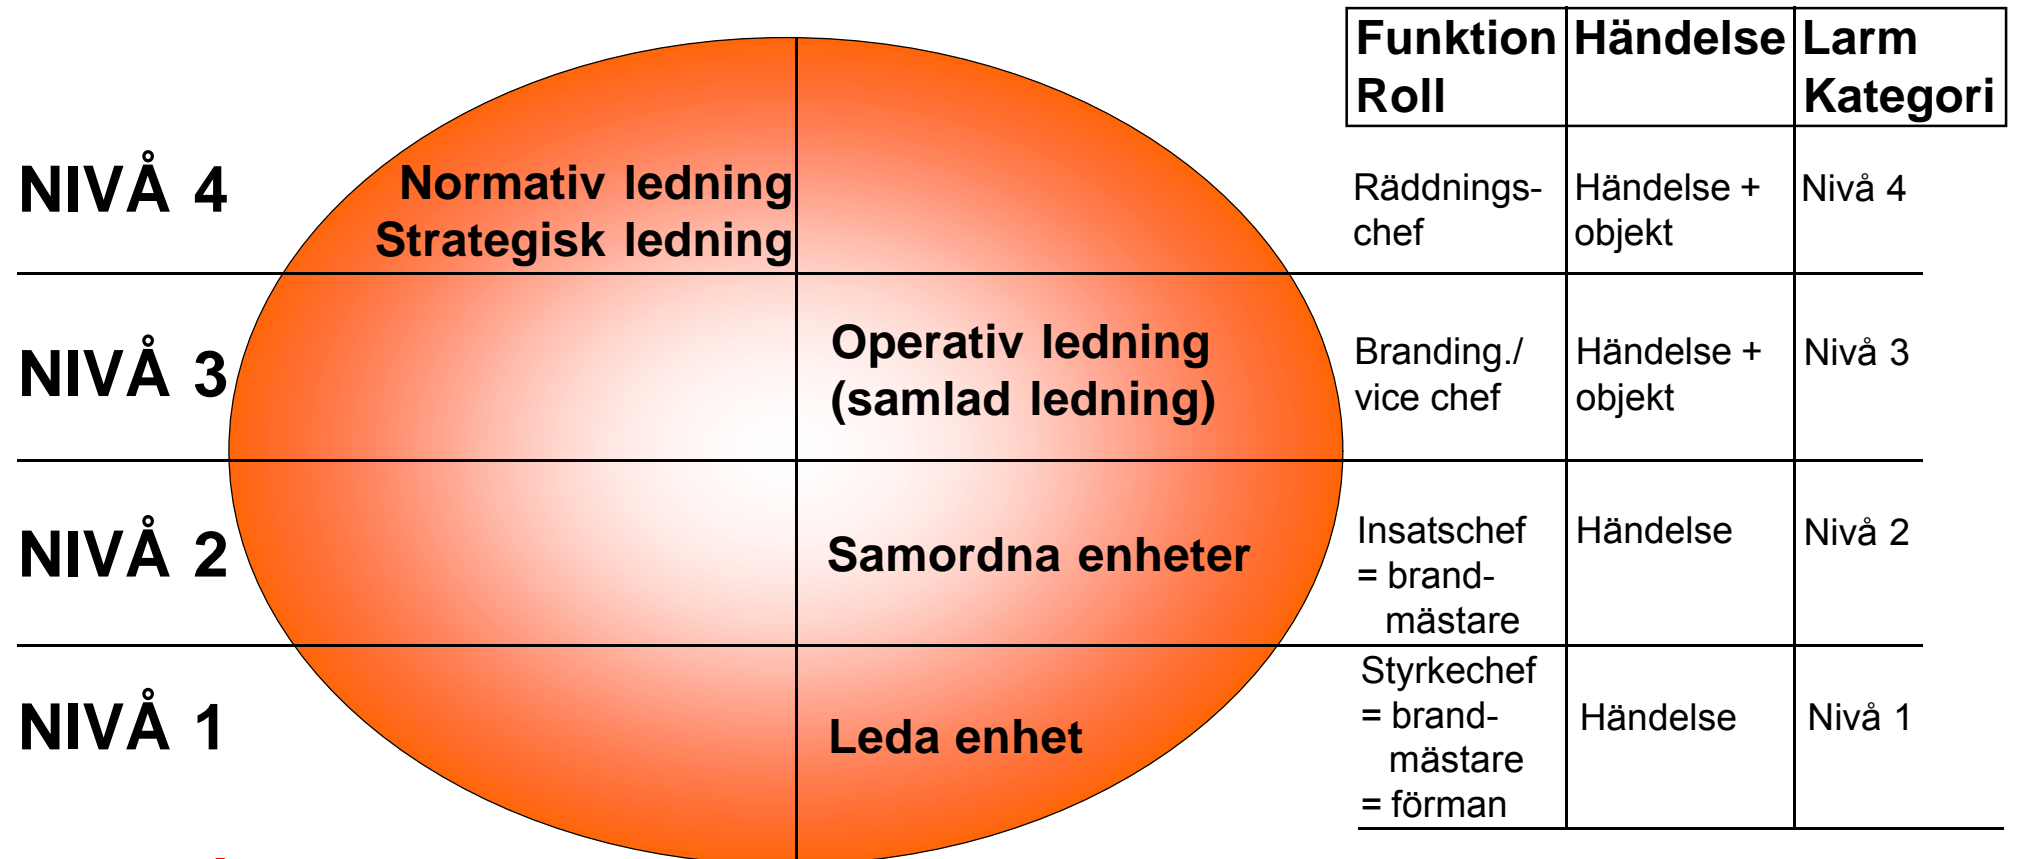 Funktion Händelse Larm
Roll Kategori
NIVÅ 4
Normativ ledning
Strategisk ledning
Räddnings-
chef
Händelse +
objekt
Nivå 4
NIVÅ 3
Operativ ledning
(samlad ledning)
Branding./
vice chef
Händelse +
objekt
Nivå 3
NIVÅ 2
Samordna enheter
Insatschef
= brand-
mästare
Händelse
Nivå 2
NIVÅ 1
Leda enhet
Styrkechef
= brand-
mästare
= förman
Händelse
Nivå 1